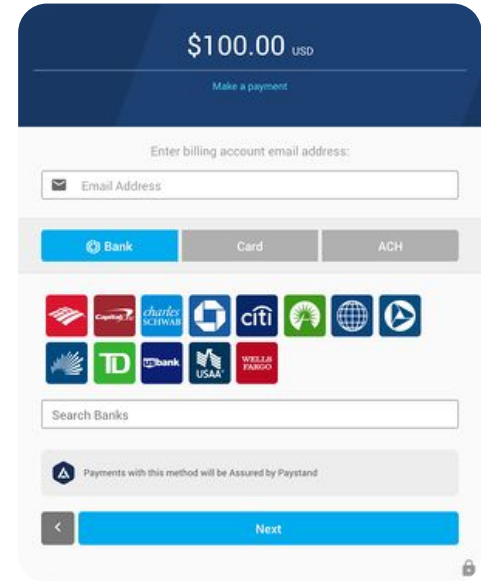 $100.00 USD
Make a payment
Enter billing account email address:
Email Address
Bank Card ACH
Capital One charles SCHWAB citi
TD usbank USAA WELLS FARGO
Search Banks
Payments with this method will be Assured by Paystand
Next